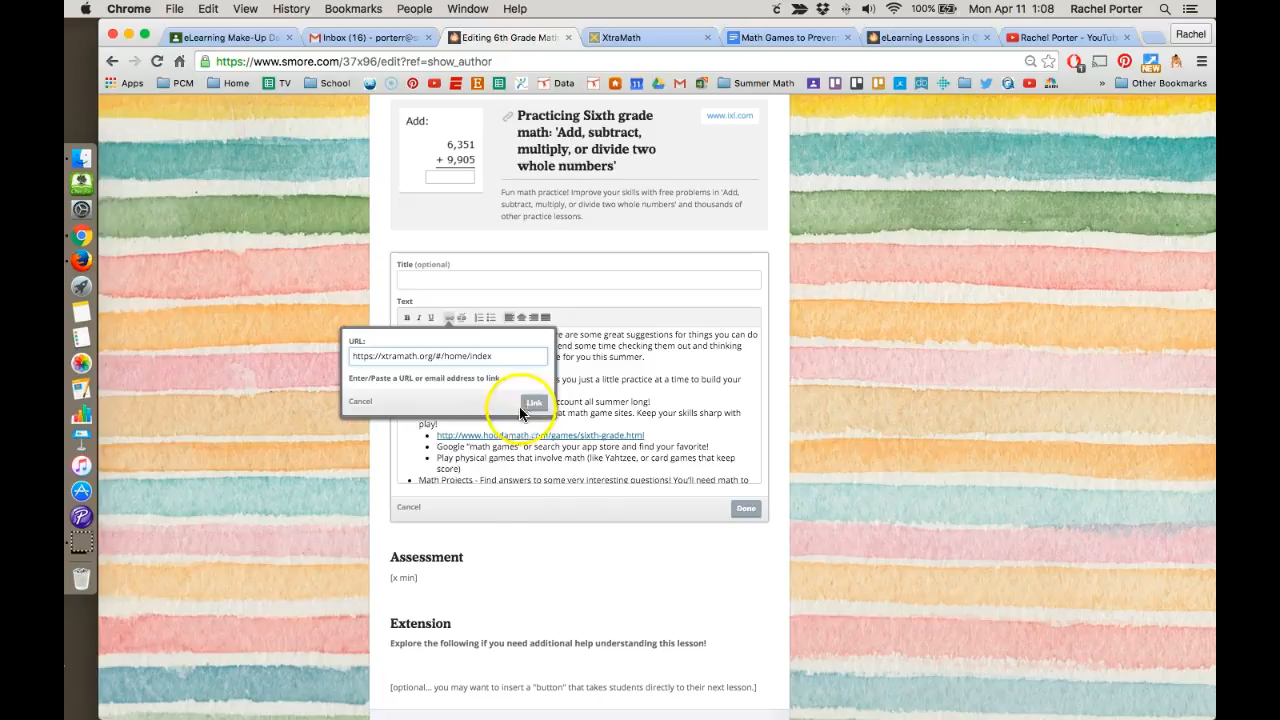 Chrome File Edit View History Bookmarks People Window Help 100% Mon Apr 11 1:08 Rachel Porter
eLearning Make-Up Da Inbox (16) - porterr@s Editing 6th Grade Math XtraMath Math Games to Preven eLearning Lessons in G Rachel Porter - YouTub Rachel
https://www.smore.com/37x96/edit?ref=show_author
Apps PCM Home TV School Data Summer Math Other Bookmarks
Add:
6,351
+ 9,905
Practicing Sixth grade
math: 'Add, subtract,
multiply, or divide two
whole numbers'
www.ixl.com
Fun math practice! Improve your skills with free problems in 'Add,
subtract, multiply, or divide two whole numbers' and thousands of
other practice lessons.
Title (optional)
Text
B I U
are some great suggestions for things you can do
end some time checking them out and thinking
for you this summer.
URL:
https://xtramath.org/#/home/index
Enter/Paste a URL or email address to link
Cancel Link
you just a little practice at a time to build your
account all summer long!
at math game sites. Keep your skills sharp with
play!
http://www.hoodamath.com/games/sixth-grade.html
Google "math games" or search your app store and find your favorite!
Play physical games that involve math (like Yahtzee, or card games that keep
score)
Math Projects - Find answers to some very interesting questions! You'll need math to
Cancel Done
Assessment
[x min]
Extension
Explore the following if you need additional help understanding this lesson!
[optional... you may want to insert a "button" that takes students directly to their next lesson.]